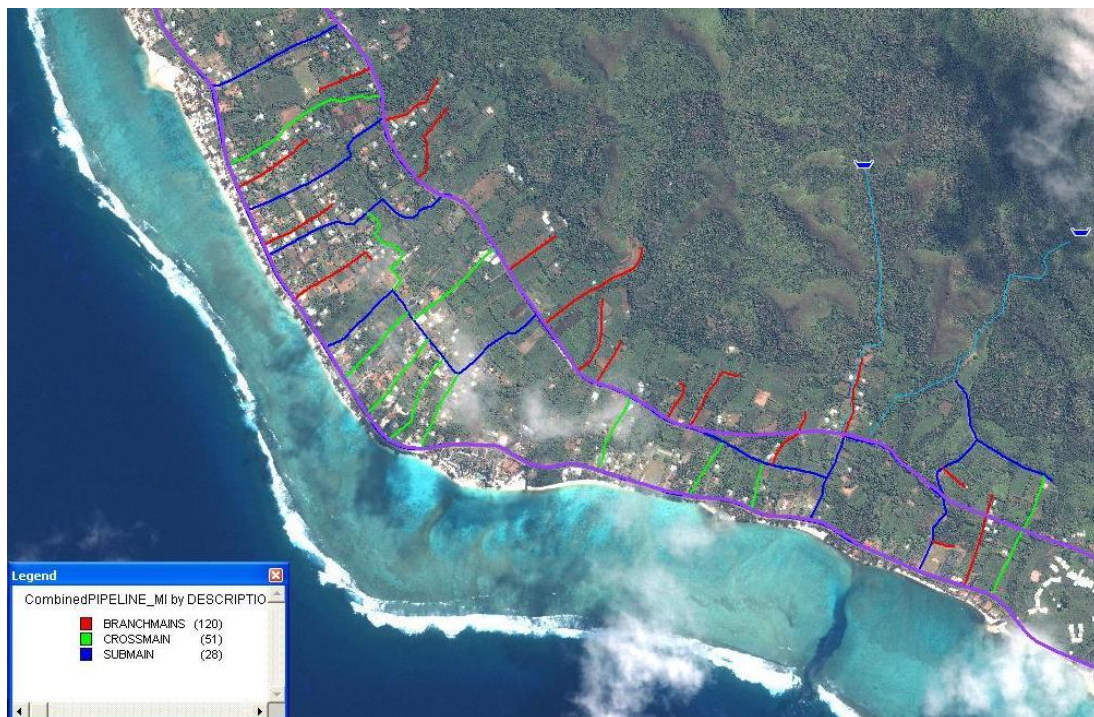 Legend
CombinedPIPELINE_MI by DESCRIPTIO
BRANCHMAINS (120)
CROSSMAIN (51)
SUBMAIN (28)